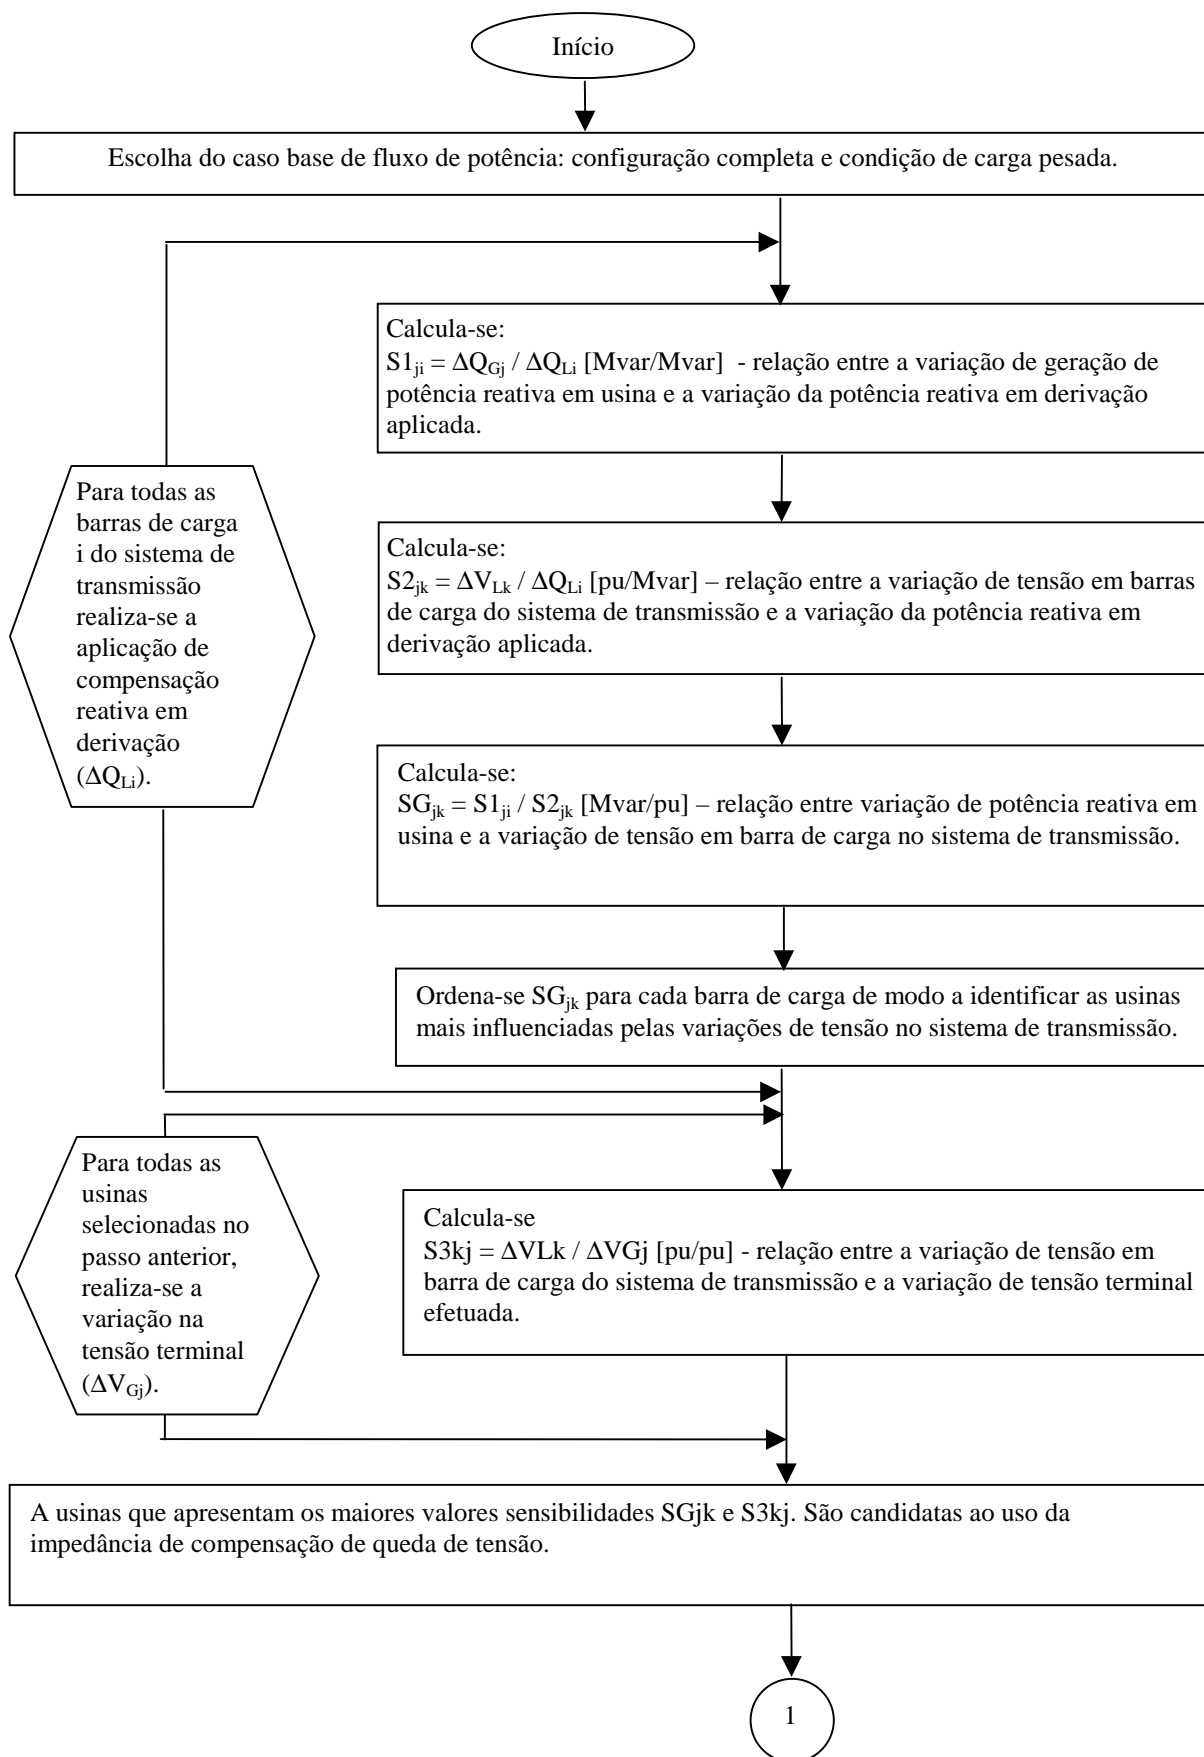 Início
Escolha do caso base de fluxo de potência: configuração completa e condição de carga pesada.
Calcula-se:
S1ji = ΔQGj / ΔQLi [Mvar/Mvar]  - relação entre a variação de geração de
potência reativa em usina e a variação da potência reativa em derivação
aplicada.
Para todas as
barras de carga
i do sistema de
transmissão
realiza-se a
aplicação de
compensação
reativa em
derivação
(ΔQLi).
Calcula-se:
S2jk = ΔVLk / ΔQLi [pu/Mvar] – relação entre a variação de tensão em barras
de carga do sistema de transmissão e a variação da potência reativa em
derivação aplicada.
Calcula-se:
SGjk = S1ji / S2jk [Mvar/pu] – relação entre variação de potência reativa em
usina e a variação de tensão em barra de carga no sistema de transmissão.
Ordena-se SGjk para cada barra de carga de modo a identificar as usinas
mais influenciadas pelas variações de tensão no sistema de transmissão.
Para todas as
usinas
selecionadas no
passo anterior,
realiza-se a
variação na
tensão terminal
(ΔVGj).
Calcula-se
S3kj = ΔVLk / ΔVGj [pu/pu] - relação entre a variação de tensão em
barra de carga do sistema de transmissão e a variação de tensão terminal
efetuada.
A usinas que apresentam os maiores valores sensibilidades SGjk e S3kj. São candidatas ao uso da
impedância de compensação de queda de tensão.
1